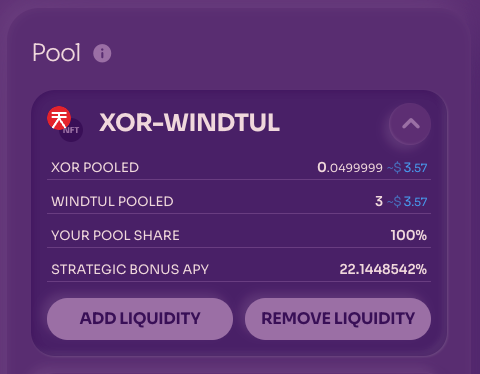 Pool
NFT
XOR-WINDTUL
XOR POOLED 0.0499999 ~$3.57
WINDTUL POOLED 3 ~$3.57
YOUR POOL SHARE 100%
STRATEGIC BONUS APY 22.1448542%
ADD LIQUIDITY REMOVE LIQUIDITY